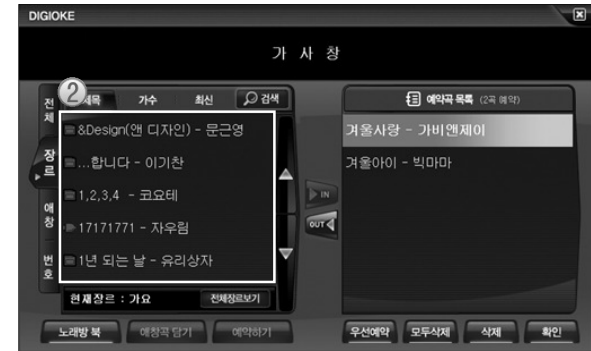 DIGIOKE
가 사 창
전체
장르
애창
번호
② 제목 가수 최신 검색
&Design(앤 디자인) - 문근영
...합니다 - 이기찬
1,2,3,4 - 코요테
17171771 - 자우림
1년 되는 날 - 유리상자
현재장르 : 가요 전체장르보기
IN
OUT
예약곡 목록 (2곡 예약)
겨울사랑 - 가비앤제이
겨울아이 - 빅마마
노래방 북 애창곡 담기 예약하기
우선예약 모두삭제 삭제 확인